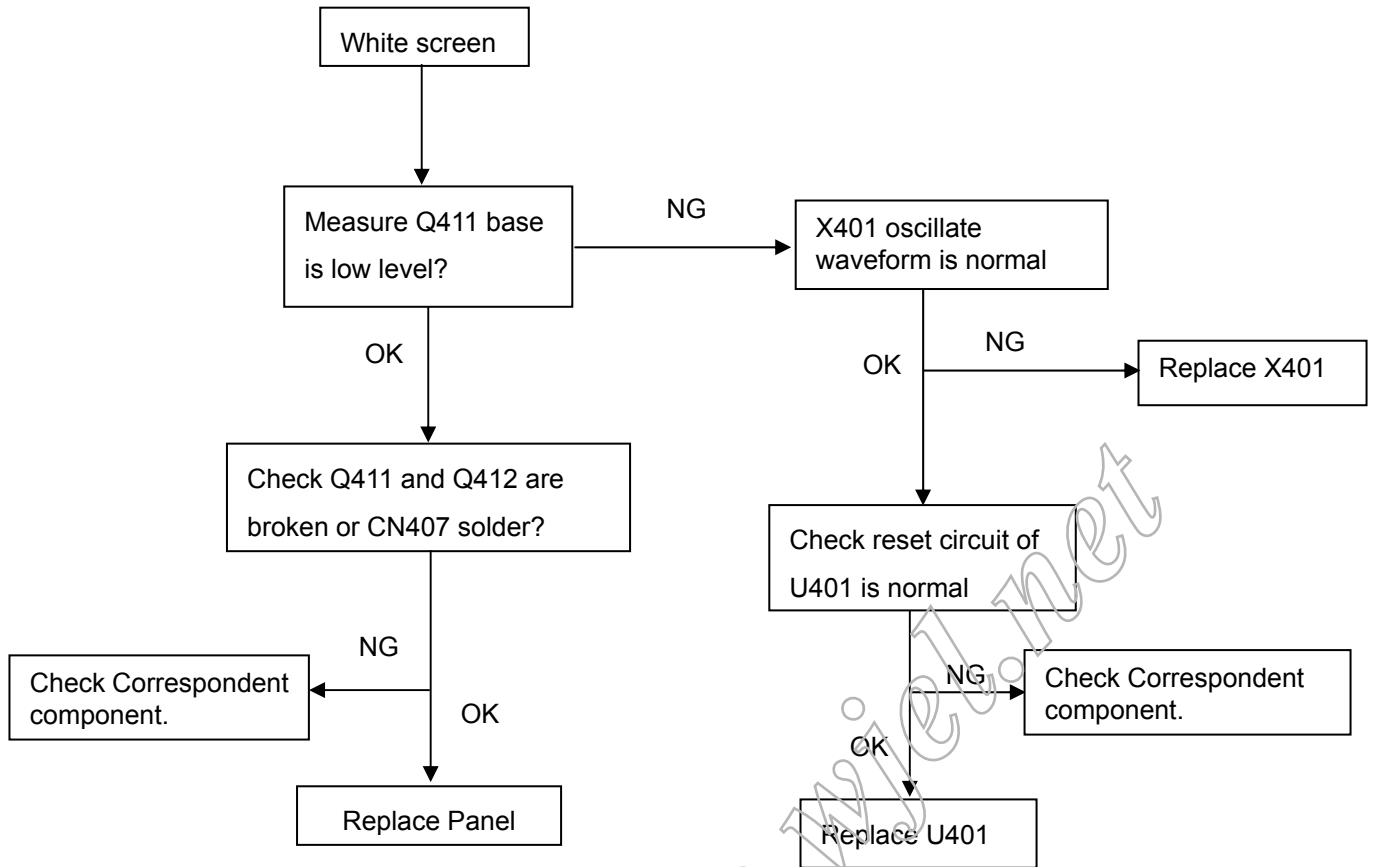 White screen
Measure Q411 base
is low level?
NG
X401 oscillate
waveform is normal
OK
OK
NG
Replace X401
Check Q411 and Q412 are
broken or CN407 solder?
Check reset circuit of
U401 is normal
NG
Check Correspondent
component.
OK
NG
Check Correspondent
component.
OK
Replace Panel
Replace U401
wjel.net